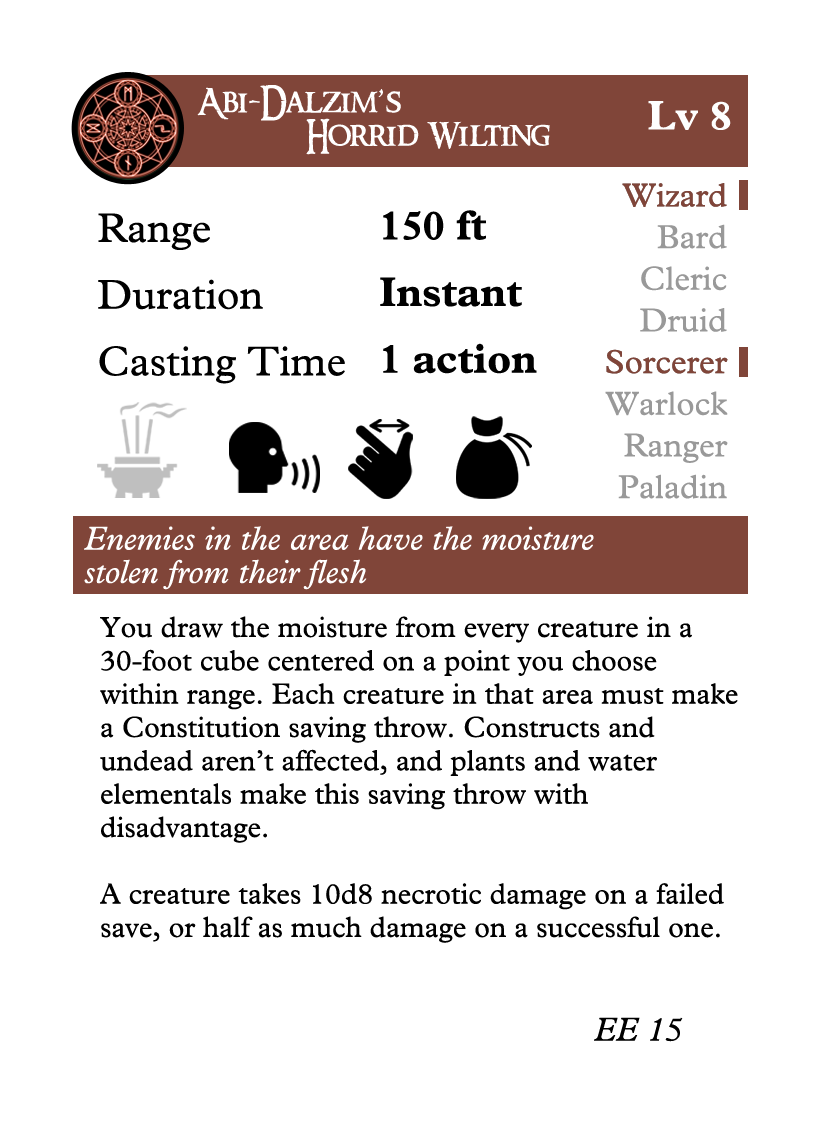 Abi-Dalzim’s
Horrid Wilting
Lv 8
Range 150 ft
Duration Instant
Casting Time 1 action
Wizard
Bard
Cleric
Druid
Sorcerer
Warlock
Ranger
Paladin
Enemies in the area have the moisture
stolen from their flesh
You draw the moisture from every creature in a
30-foot cube centered on a point you choose
within range. Each creature in that area must make
a Constitution saving throw. Constructs and
undead aren’t affected, and plants and water
elementals make this saving throw with
disadvantage.
A creature takes 10d8 necrotic damage on a failed
save, or half as much damage on a successful one.
EE 15